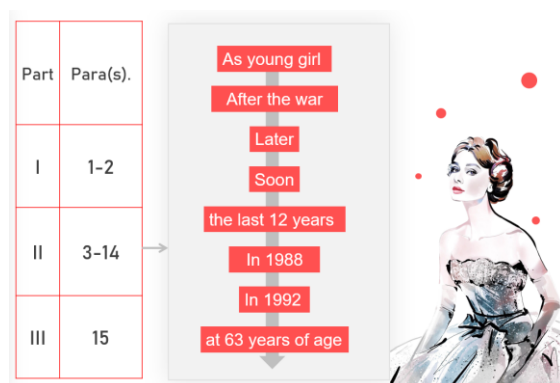 Part Para(s).
I 1-2
II 3-14
III 15
As young girl
After the war
Later
Soon
the last 12 years
In 1988
In 1992
at 63 years of age